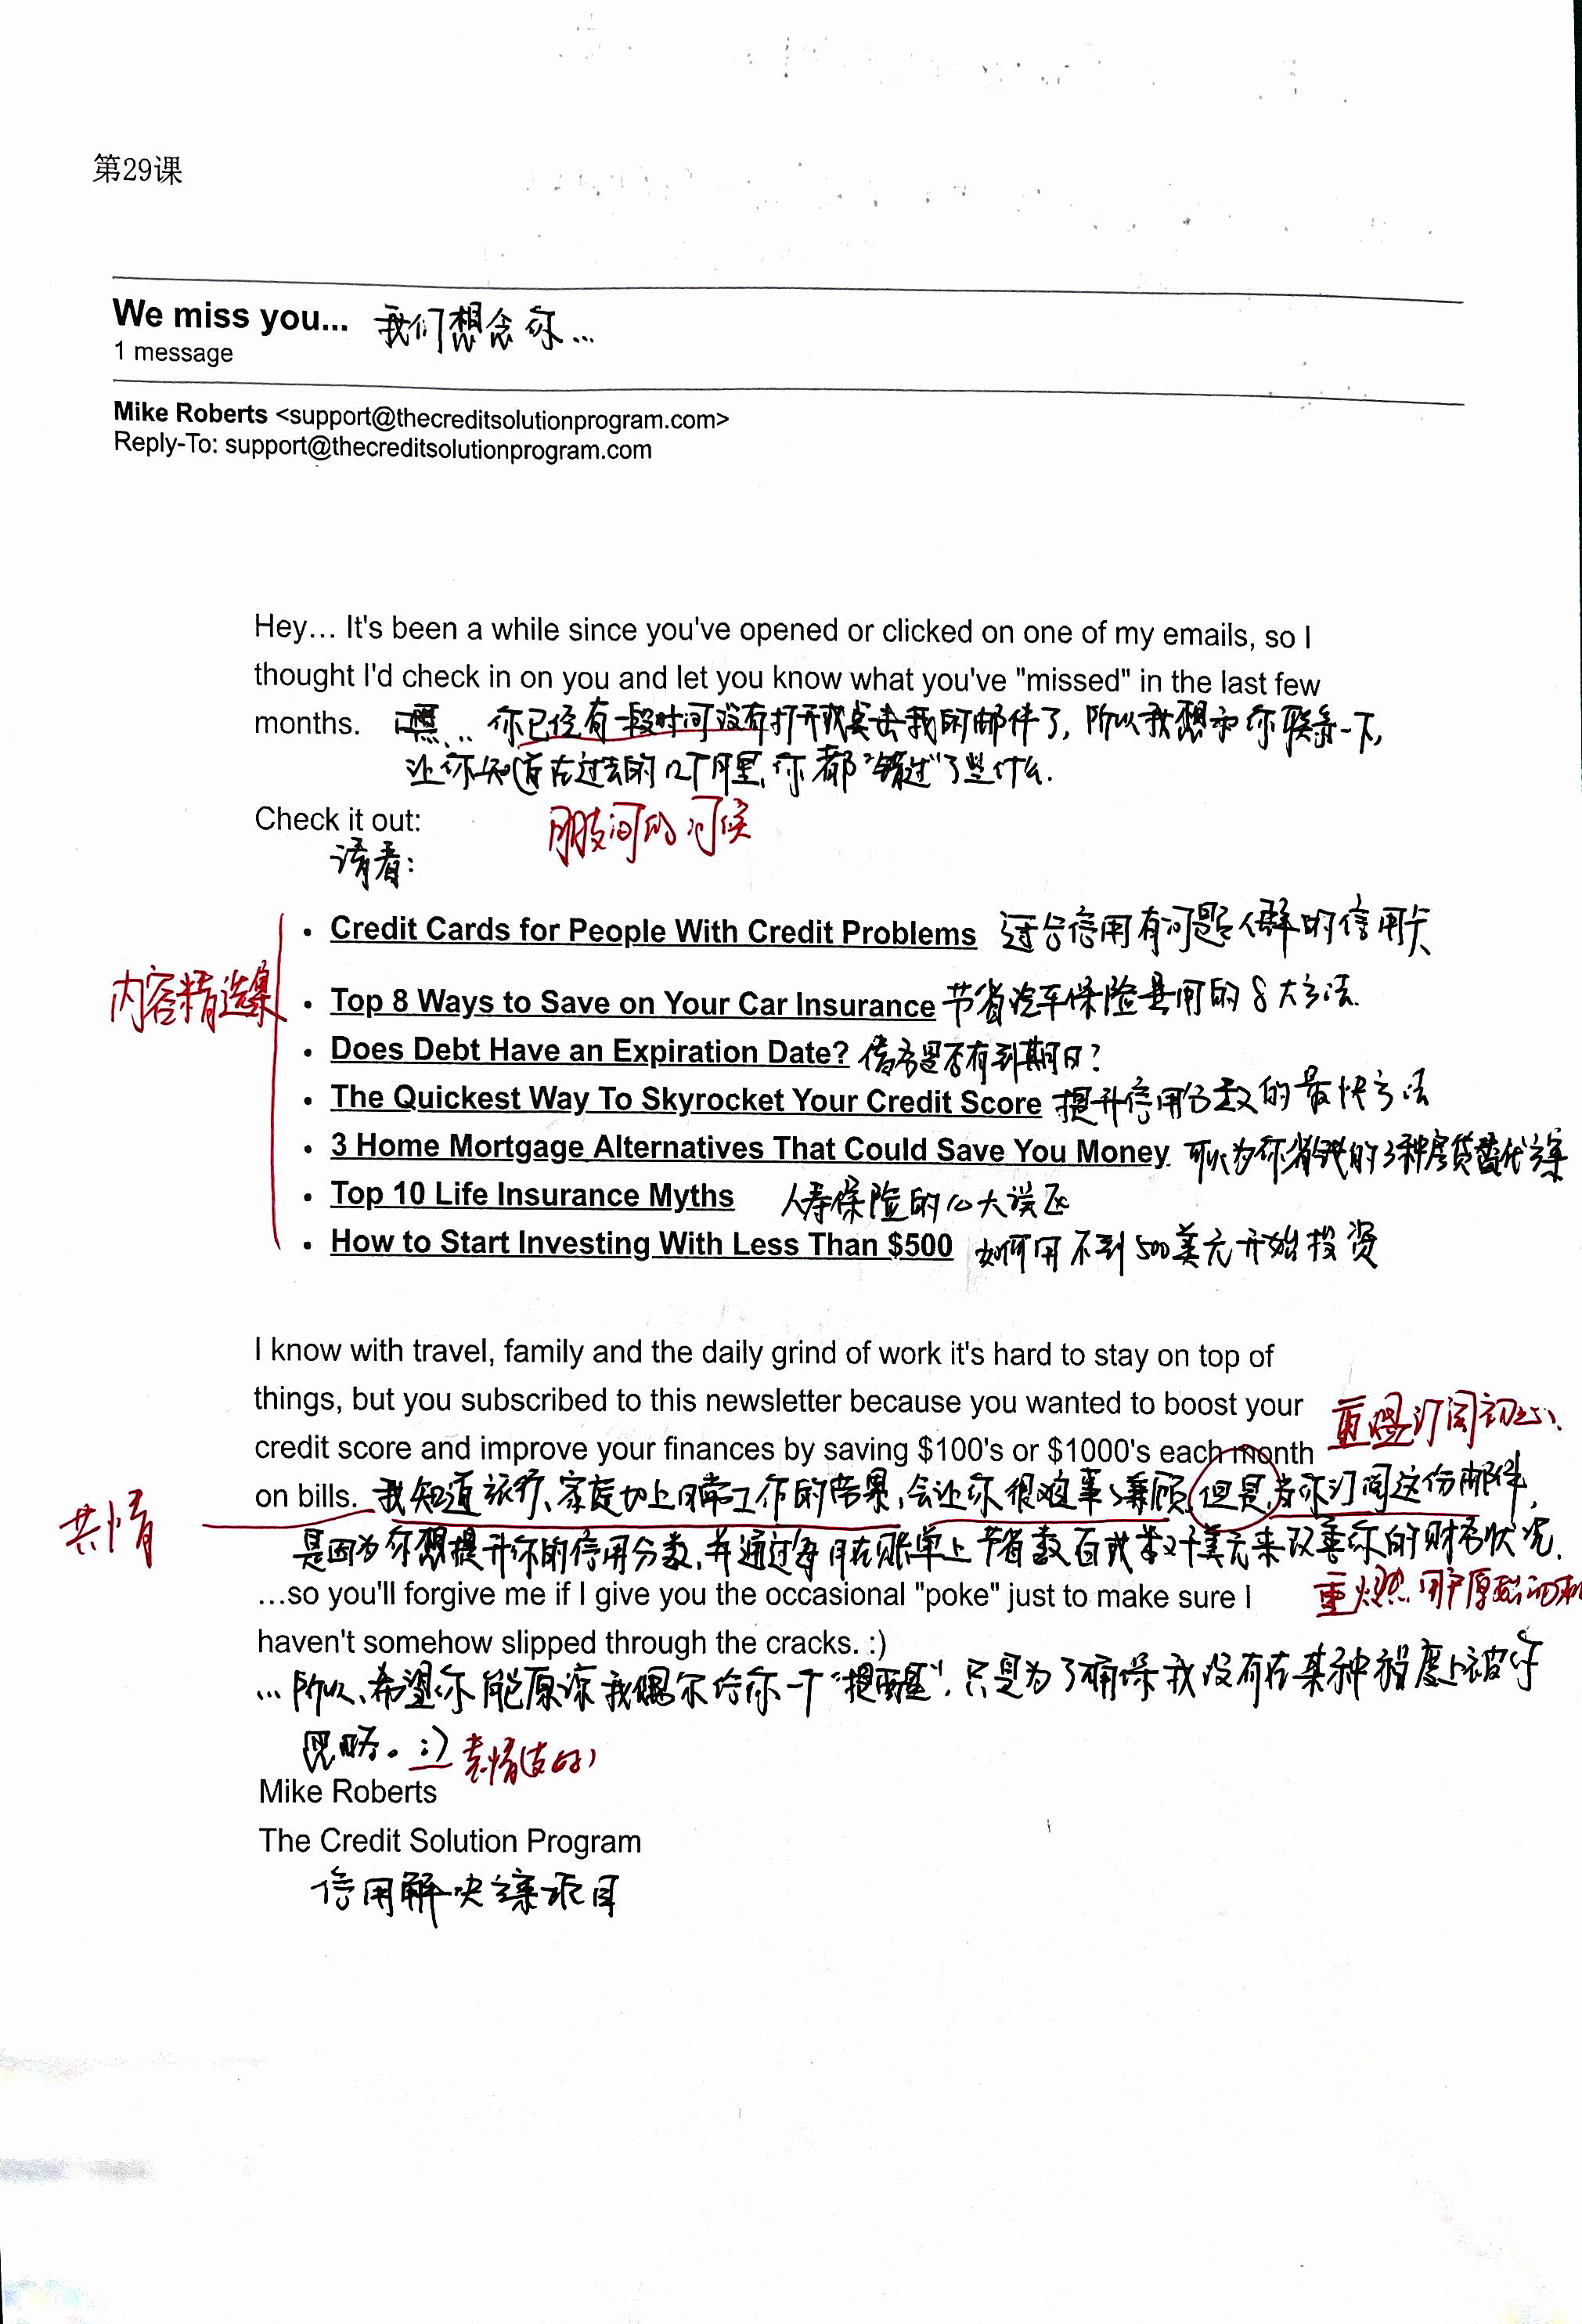 第29课
We miss you... 我们想念你...
1 message
Mike Roberts <support@thecreditsolutionprogram.com>
Reply-To: support@thecreditsolutionprogram.com
Hey... It's been a while since you've opened or clicked on one of my emails, so I
thought I'd check in on you and let you know what you've "missed" in the last few
months. 嘿... 你已经有一段时间没有打开或点击我的邮件了, 所以我想和你联系一下,
让你知道在过去的几个月里, 你都"错过"了些什么.
Check it out: 朋友间的问候
请看:
• Credit Cards for People With Credit Problems 适合信用有问题人群的信用卡
内容精选集
• Top 8 Ways to Save on Your Car Insurance 节省汽车保险费用的8大方法.
• Does Debt Have an Expiration Date? 债务是否有到期日?
• The Quickest Way To Skyrocket Your Credit Score 提升信用分数的最快方法
• 3 Home Mortgage Alternatives That Could Save You Money 可以为你省钱的3种房贷替代方案
• Top 10 Life Insurance Myths 人寿保险的10大误区
• How to Start Investing With Less Than $500 如何用不到500美元开始投资
I know with travel, family and the daily grind of work it's hard to stay on top of
things, but you subscribed to this newsletter because you wanted to boost your
重燃订阅初心、
credit score and improve your finances by saving $100's or $1000's each month
on bills. 我知道旅行、家庭加上日常工作的劳累, 会让你很难事事兼顾, 但是, 当你订阅这份邮件,
共情
是因为你想提升你的信用分数, 并通过每月在账单上节省数百或数千美元来改善你的财务状况.
...so you'll forgive me if I give you the occasional "poke" just to make sure I
重燃用户原始动机
haven't somehow slipped through the cracks. :)
...所以, 希望你能原谅我偶尔给你一个"提醒", 只是为了确保我没有在某种程度上被你
忽略。:) 表情(友好)
Mike Roberts
The Credit Solution Program
信用解决方案项目